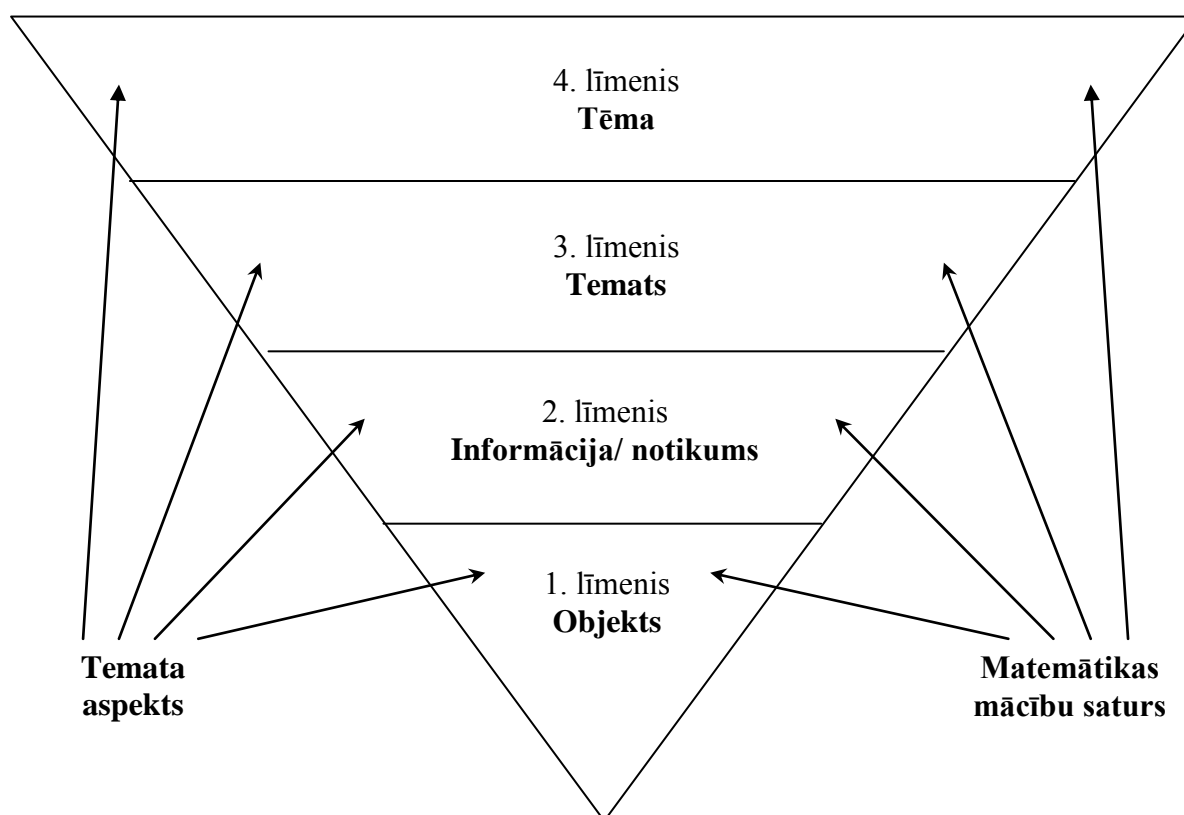 4. līmenis
Tēma
3. līmenis
Temats
2. līmenis
Informācija/ notikums
1. līmenis
Objekts
Temata
aspekts
Matemātikas
mācību saturs